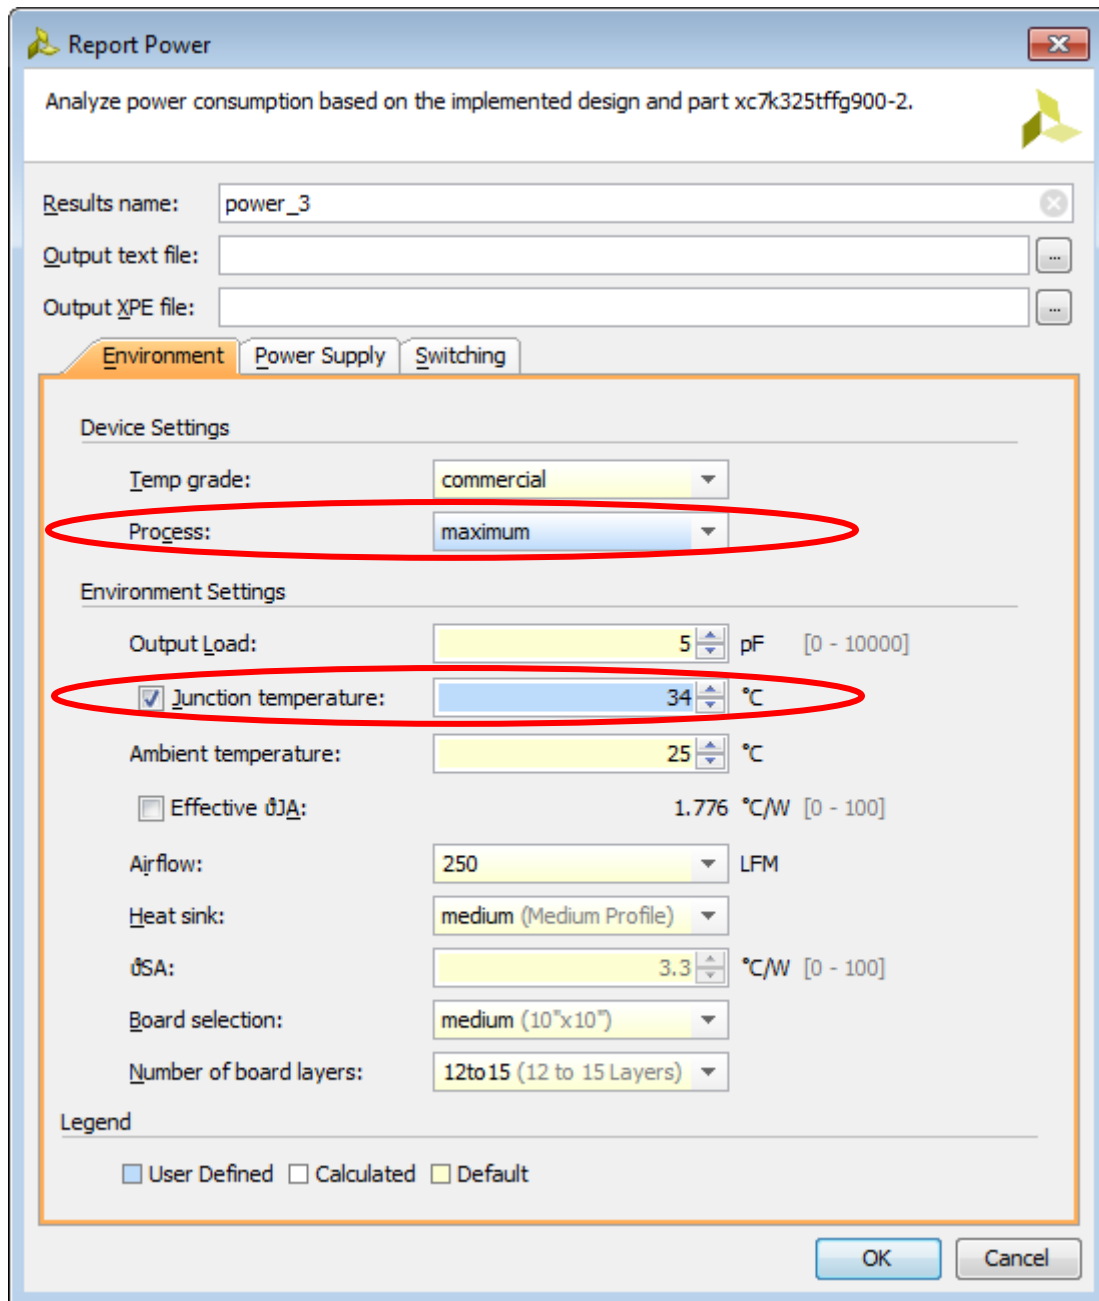 Report Power
Analyze power consumption based on the implemented design and part xc7k325tffg900-2.
Results name: power_3
Output text file: ...
Output XPE file: ...
Environment Power Supply Switching
Device Settings
Temp grade: commercial
Process: maximum
Environment Settings
Output Load: 5 pF [0 - 10000]
Junction temperature: 34 °C
Ambient temperature: 25 °C
Effective ϑJA: 1.776 °C/W [0 - 100]
Airflow: 250 LFM
Heat sink: medium (Medium Profile)
ϑSA: 3.3 °C/W [0 - 100]
Board selection: medium (10"x10")
Number of board layers: 12to15 (12 to 15 Layers)
Legend
User Defined Calculated Default
OK Cancel